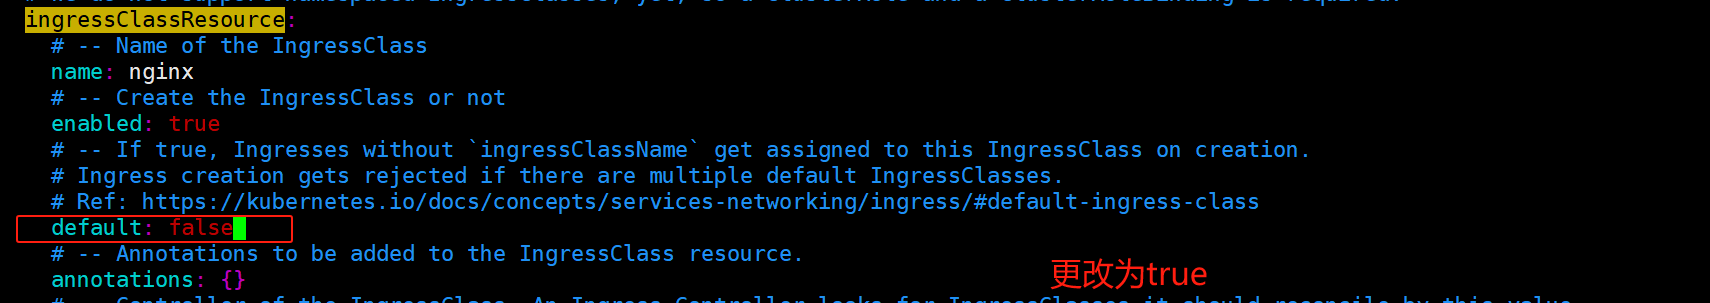 ingressClassResource:
# -- Name of the IngressClass
name: nginx
# -- Create the IngressClass or not
enabled: true
# -- If true, Ingresses without `ingressClassName` get assigned to this IngressClass on creation.
# Ingress creation gets rejected if there are multiple default IngressClasses.
# Ref: https://kubernetes.io/docs/concepts/services-networking/ingress/#default-ingress-class
default: false
# -- Annotations to be added to the IngressClass resource.
annotations: {}
更改为true